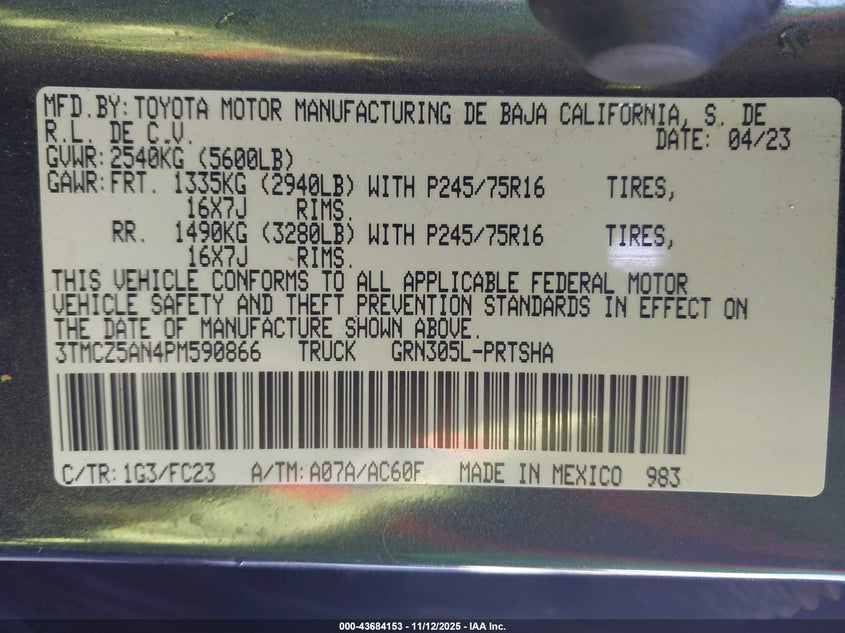 MFD.BY: TOYOTA MOTOR MANUFACTURING DE BAJA CALIFORNIA, S. DE
R.L. DE C.V.
DATE: 04/23
GVWR: 2540KG (5600LB)
GAWR: FRT. 1335KG (2940LB) WITH P245/75R16 TIRES,
16X7J RIMS.
RR. 1490KG (3280LB) WITH P245/75R16 TIRES,
16X7J RIMS.
THIS VEHICLE CONFORMS TO ALL APPLICABLE FEDERAL MOTOR
VEHICLE SAFETY AND THEFT PREVENTION STANDARDS IN EFFECT ON
THE DATE OF MANUFACTURE SHOWN ABOVE.
3TMCZ5AN4PM590866 TRUCK GRN305L-PRTSHA
C/TR: 1G3/FC23 A/TM: A07A/AC60F MADE IN MEXICO 983
000-43684153 - 11/12/2025 - IAA Inc.